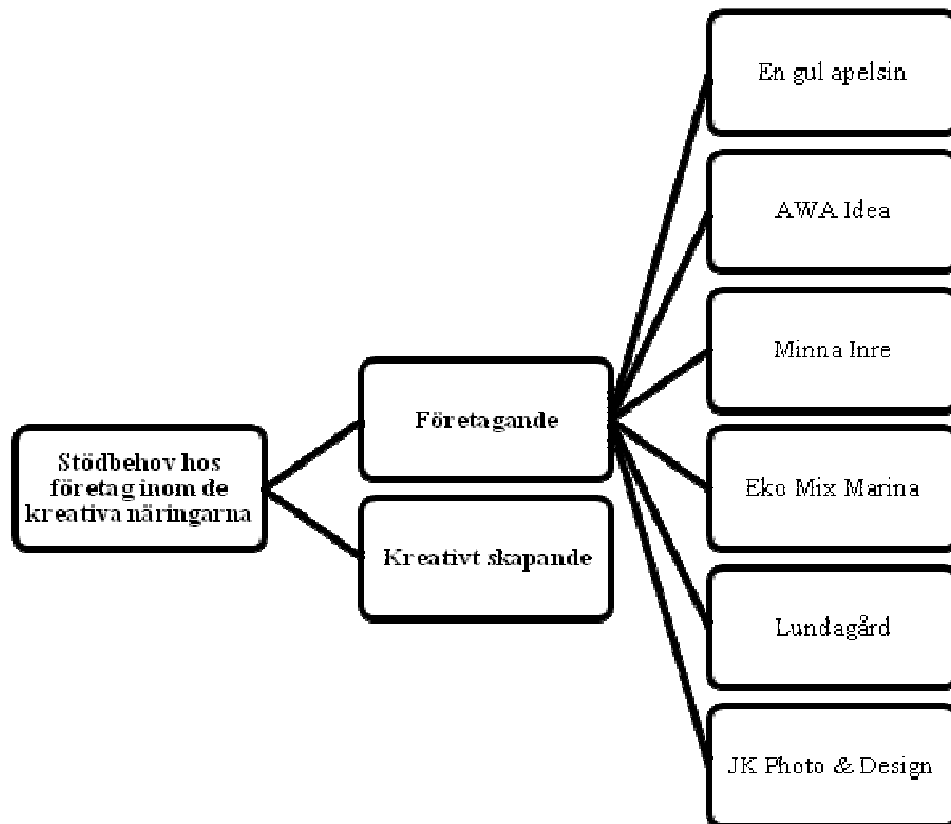 Stödbehov hos
företag inom de
kreativa näringarna
Företagande
Kreativt skapande
En gul apelsin
AWA Idea
Minna Inre
Eko Mix Marina
Lundagård
JK Photo & Design